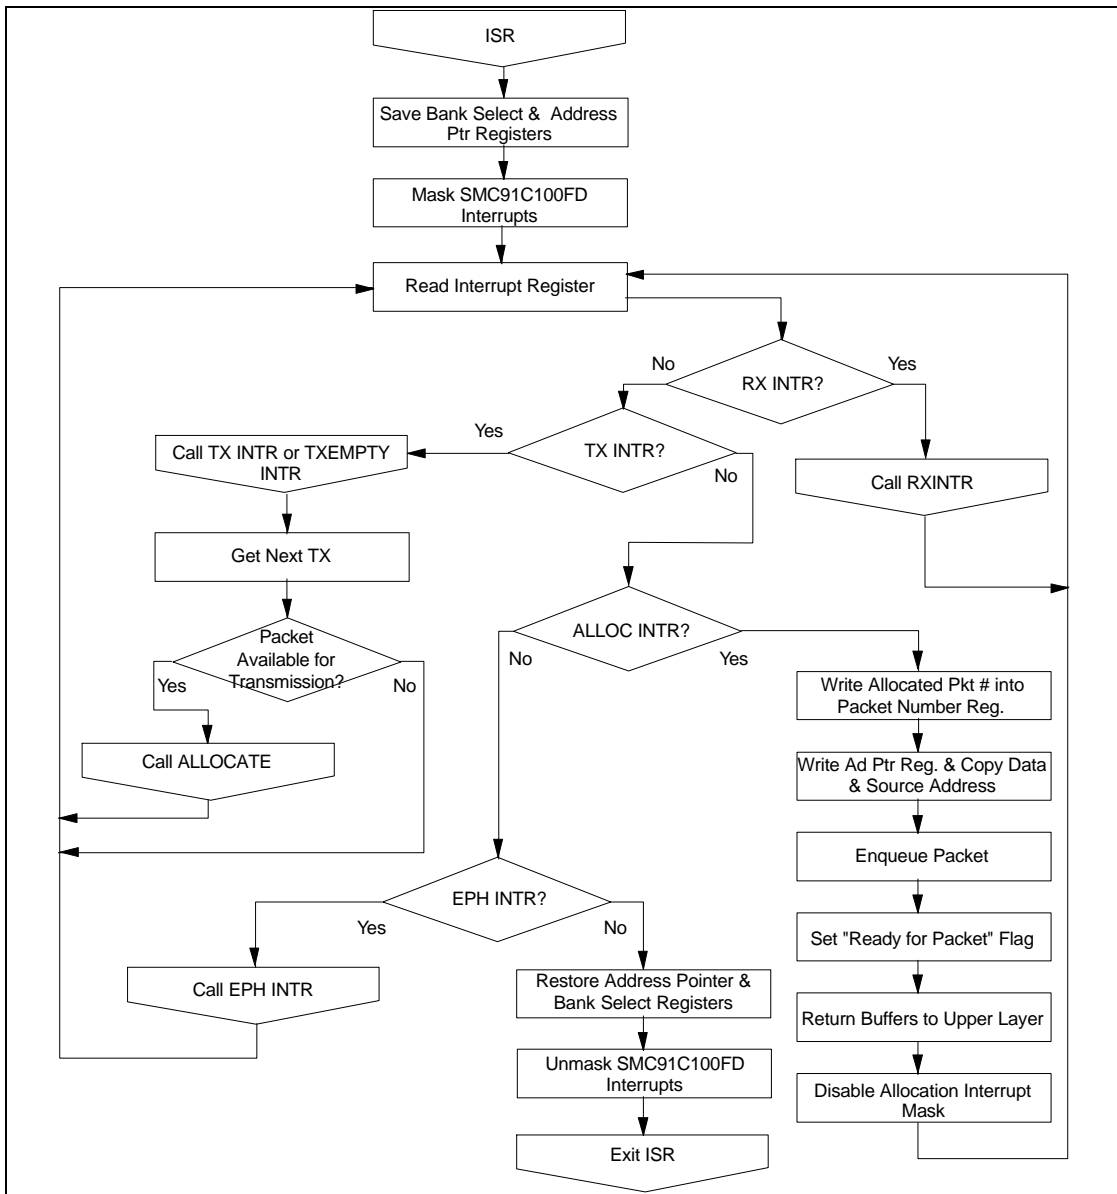 ISR
Save Bank Select & Address
Ptr Registers
Mask SMC91C100FD
Interrupts
Read Interrupt Register
No
Yes
RX INTR?
Yes
Call TX INTR or TXEMPTY
INTR
TX INTR?
No
Call RXINTR
Get Next TX
Packet
Available for
Transmission?
Yes
No
ALLOC INTR?
No
Yes
Write Allocated Pkt # into
Packet Number Reg.
Call ALLOCATE
Write Ad Ptr Reg. & Copy Data
& Source Address
Enqueue Packet
EPH INTR?
Yes
No
Set "Ready for Packet" Flag
Call EPH INTR
Restore Address Pointer &
Bank Select Registers
Return Buffers to Upper Layer
Unmask SMC91C100FD
Interrupts
Disable Allocation Interrupt
Mask
Exit ISR